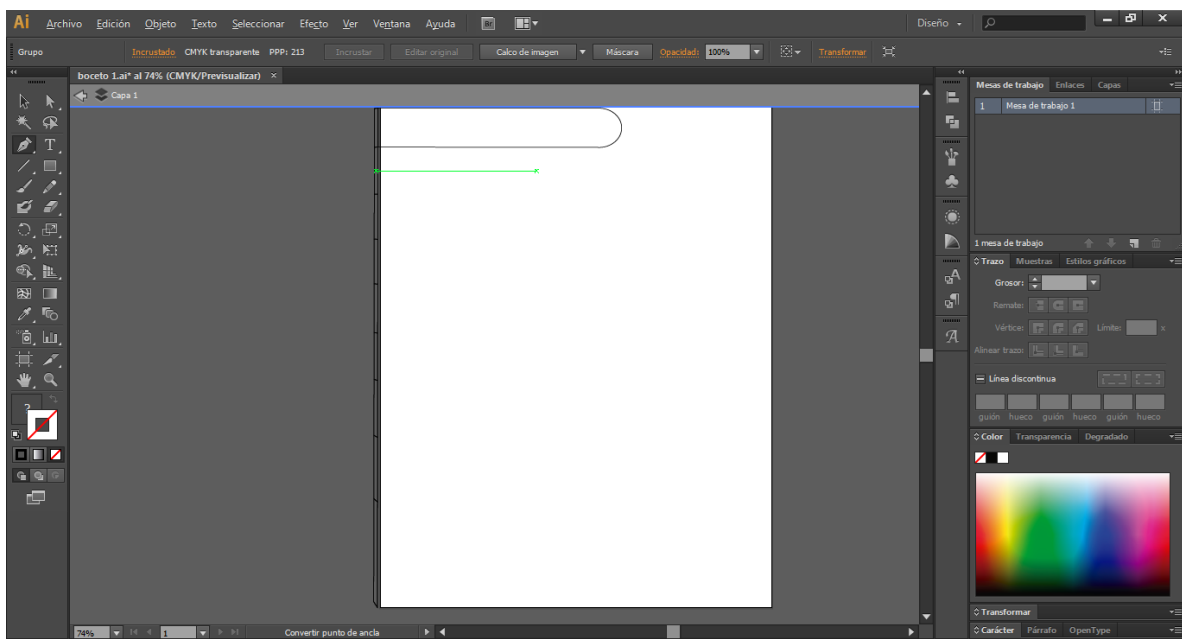 Ai Archivo Edición Objeto Texto Seleccionar Efecto Ver Ventana Ayuda Br Diseño
Grupo Incrustado CMYK transparente PPP: 213 Incrustar Editar original Calco de imagen Máscara Opacidad: 100% Transformar
boceto 1.ai* al 74% (CMYK/Previsualizar) ×
Capa 1
Mesas de trabajo Enlaces Capas
1 Mesa de trabajo 1
1 mesa de trabajo
Trazo Muestras Estilos gráficos
Grosor:
Remate:
Vértice: Límite: x
Alinear trazo:
Línea discontinua
guión hueco guión hueco guión hueco
Color Transparencia Degradado
Transformar
Carácter Párrafo OpenType
74% 1 Convertir punto de ancla